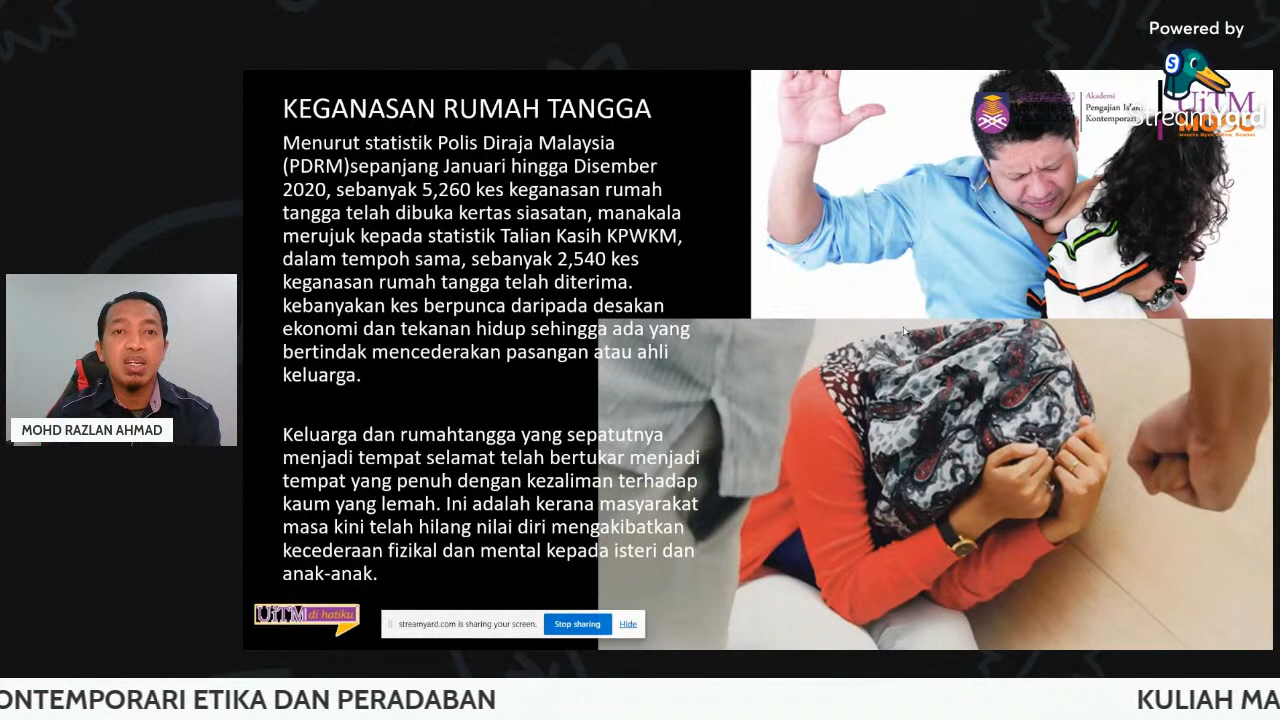 Powered by
StreamYard
KEGANASAN RUMAH TANGGA
Menurut statistik Polis Diraja Malaysia
(PDRM)sepanjang Januari hingga Disember
2020, sebanyak 5,260 kes keganasan rumah
tangga telah dibuka kertas siasatan, manakala
merujuk kepada statistik Talian Kasih KPWKM,
dalam tempoh sama, sebanyak 2,540 kes
keganasan rumah tangga telah diterima.
kebanyakan kes berpunca daripada desakan
ekonomi dan tekanan hidup sehingga ada yang
bertindak mencederakan pasangan atau ahli
keluarga.
Keluarga dan rumahtangga yang sepatutnya
menjadi tempat selamat telah bertukar menjadi
tempat yang penuh dengan kezaliman terhadap
kaum yang lemah. Ini adalah kerana masyarakat
masa kini telah hilang nilai diri mengakibatkan
kecederaan fizikal dan mental kepada isteri dan
anak-anak.
Akademi
Pengajian Islam
Kontemporari
UiTM
MOOC
MOHD RAZLAN AHMAD
UiTM di hatiku
streamyard.com is sharing your screen.
Stop sharing
Hide
ONTEMPORARI ETIKA DAN PERADABAN
KULIAH MA